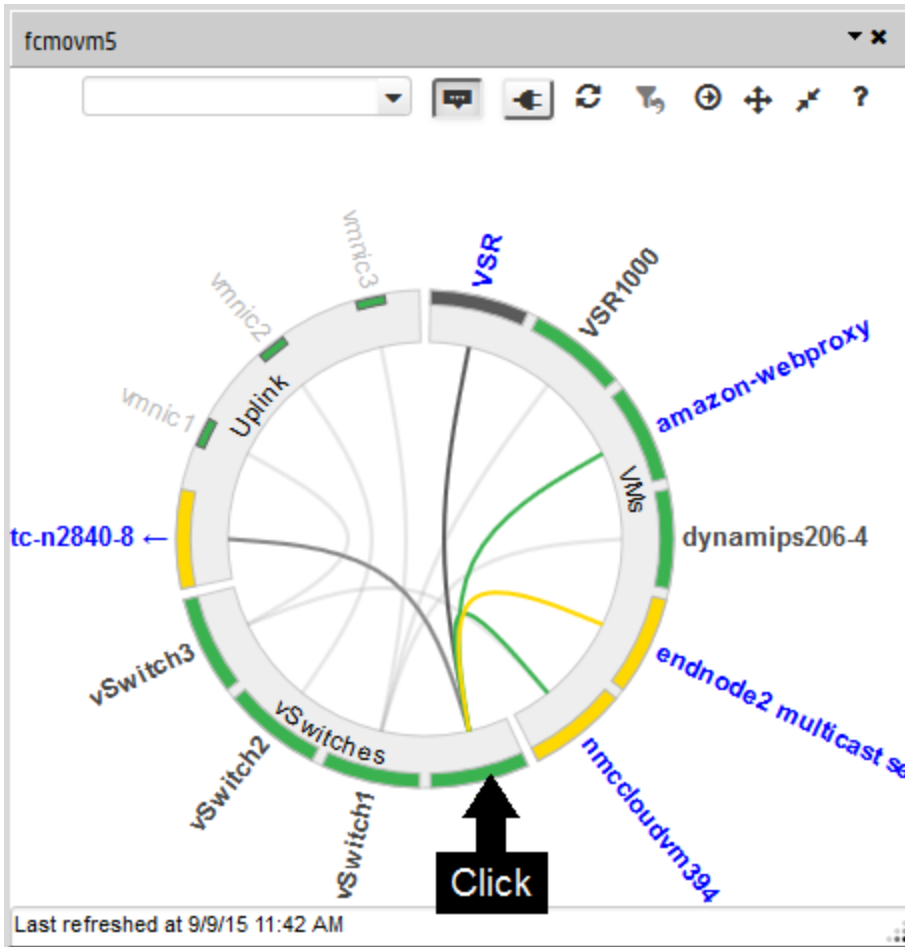 fcmovm5
?
vmnic3
VSR
vmnic2
VSR1000
vmnic1
amazon-webproxy
Uplink
VMs
tc-n2840-8 ←
dynamips206-4
vSwitch3
vSwitches
endnode2 multicast se
vSwitch2
vSwitch1
nmccloudvm394
Click
Last refreshed at 9/9/15 11:42 AM